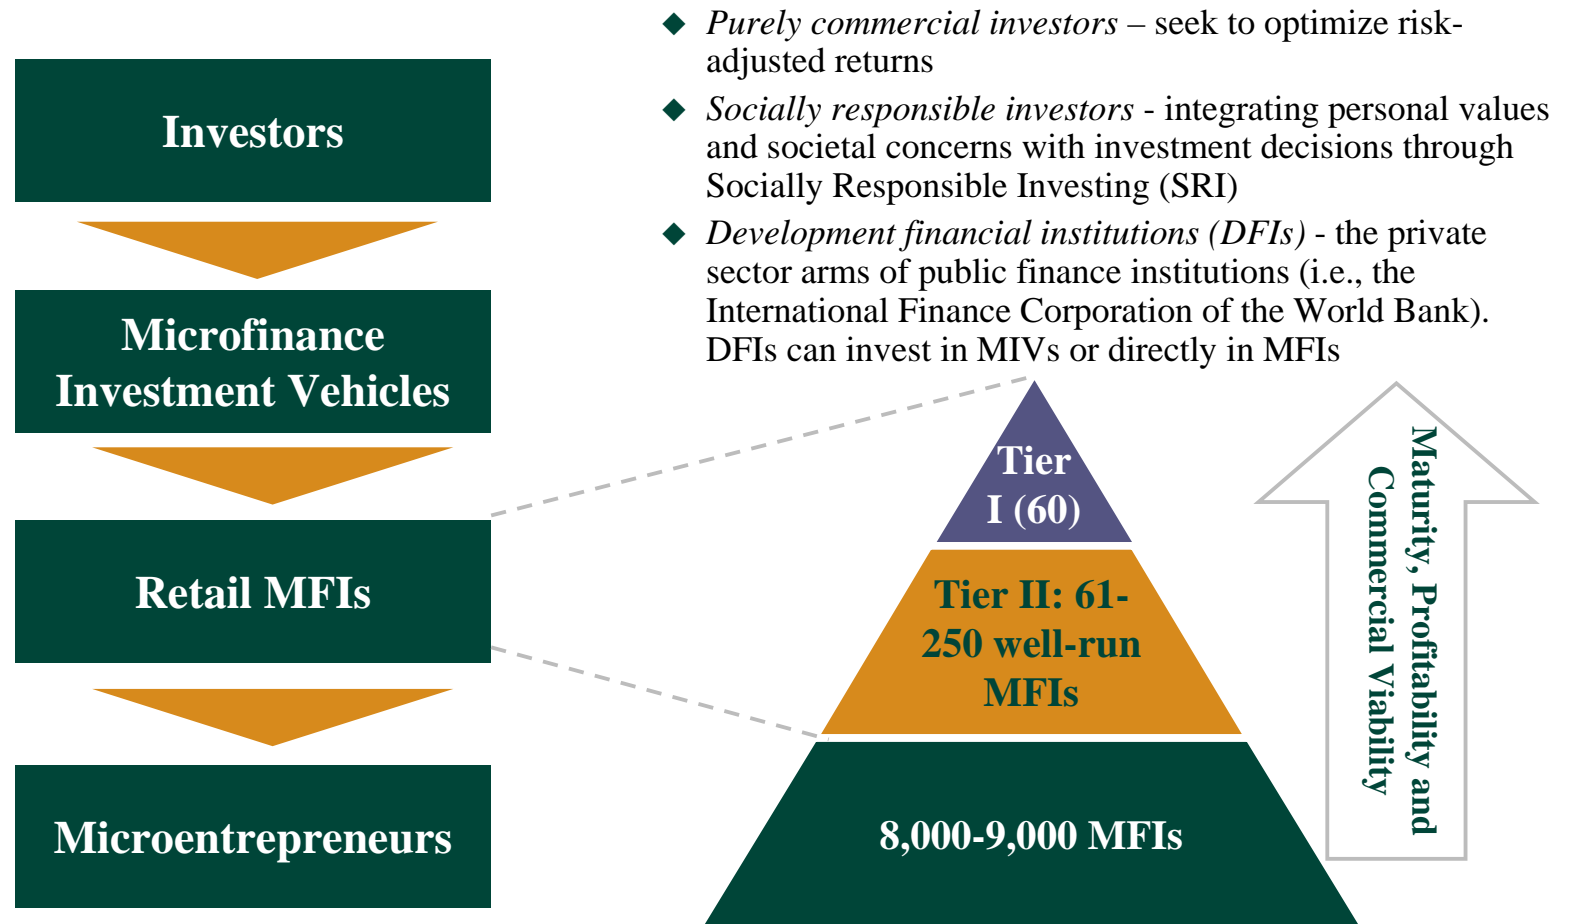 Investors
Microfinance
Investment Vehicles
Retail MFIs
Microentrepreneurs
◆ Purely commercial investors – seek to optimize risk-
adjusted returns
◆ Socially responsible investors - integrating personal values
and societal concerns with investment decisions through
Socially Responsible Investing (SRI)
◆ Development financial institutions (DFIs) - the private
sector arms of public finance institutions (i.e., the
International Finance Corporation of the World Bank).
DFIs can invest in MIVs or directly in MFIs
Tier
I (60)
Tier II: 61-
250 well-run
MFIs
8,000-9,000 MFIs
Maturity, Profitability and
Commercial Viability